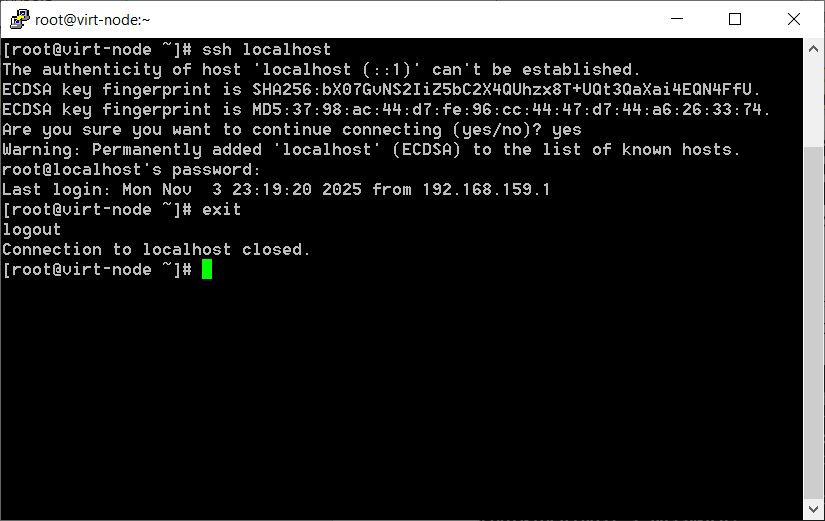 root@virt-node:~
[root@virt-node ~]# ssh localhost
The authenticity of host 'localhost (::1)' can't be established.
ECDSA key fingerprint is SHA256:bX07GvNS2IiZ5bC2X4QUhzx8T+UQt3QaXai4EQN4FfU.
ECDSA key fingerprint is MD5:37:98:ac:44:d7:fe:96:cc:44:47:d7:44:a6:26:33:74.
Are you sure you want to continue connecting (yes/no)? yes
Warning: Permanently added 'localhost' (ECDSA) to the list of known hosts.
root@localhost's password:
Last login: Mon Nov  3 23:19:20 2025 from 192.168.159.1
[root@virt-node ~]# exit
logout
Connection to localhost closed.
[root@virt-node ~]#